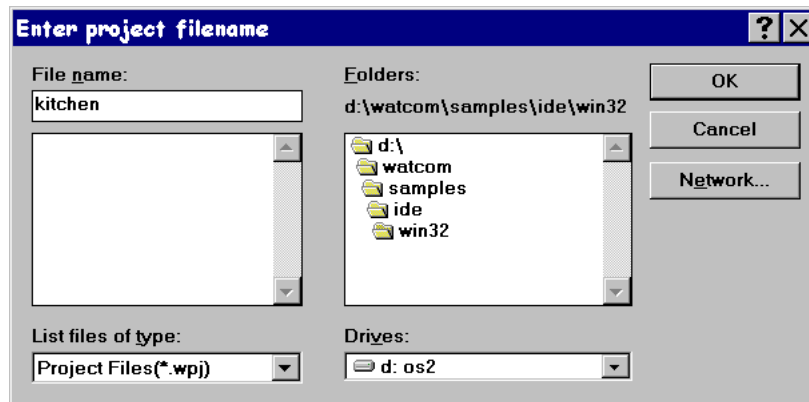 Enter project filename
File name:
kitchen
Folders:
d:\watcom\samples\ide\win32
d:\
watcom
samples
ide
win32
OK
Cancel
Network...
List files of type:
Project Files(*.wpj)
Drives:
d: os2